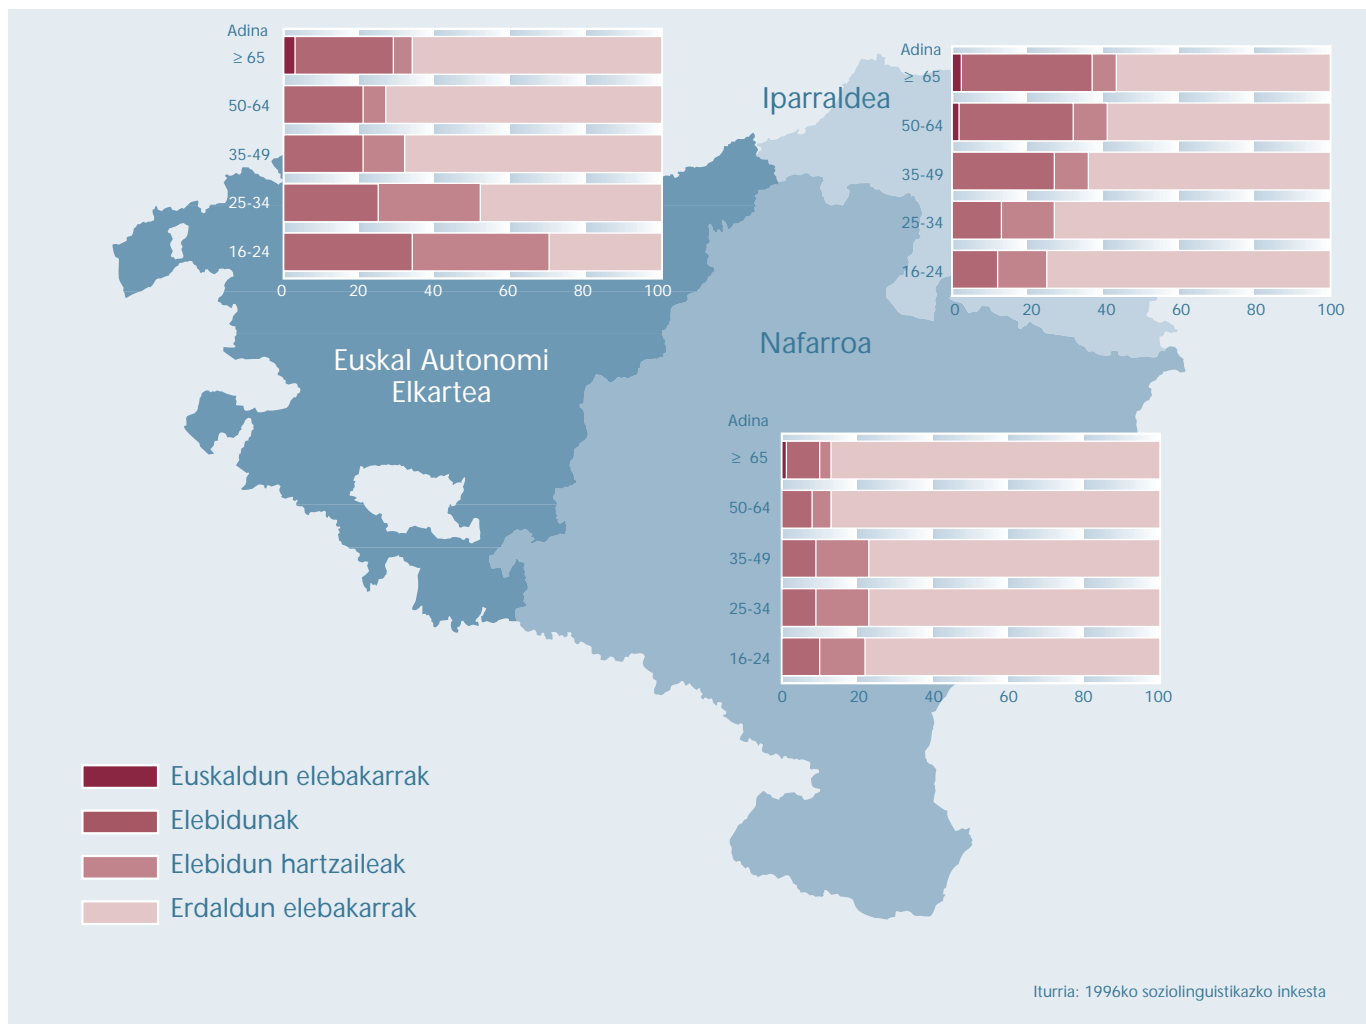 Adina
≥ 65
50-64
35-49
25-34
16-24
0 20 40 60 80 100
Iparraldea
Adina
≥ 65
50-64
35-49
25-34
16-24
0 20 40 60 80 100
Euskal Autonomi
Elkartea
Nafarroa
Adina
≥ 65
50-64
35-49
25-34
16-24
0 20 40 60 80 100
Euskaldun elebakarrak
Elebidunak
Elebidun hartzaileak
Erdaldun elebakarrak
Iturria: 1996ko soziolinguistikazko inkesta